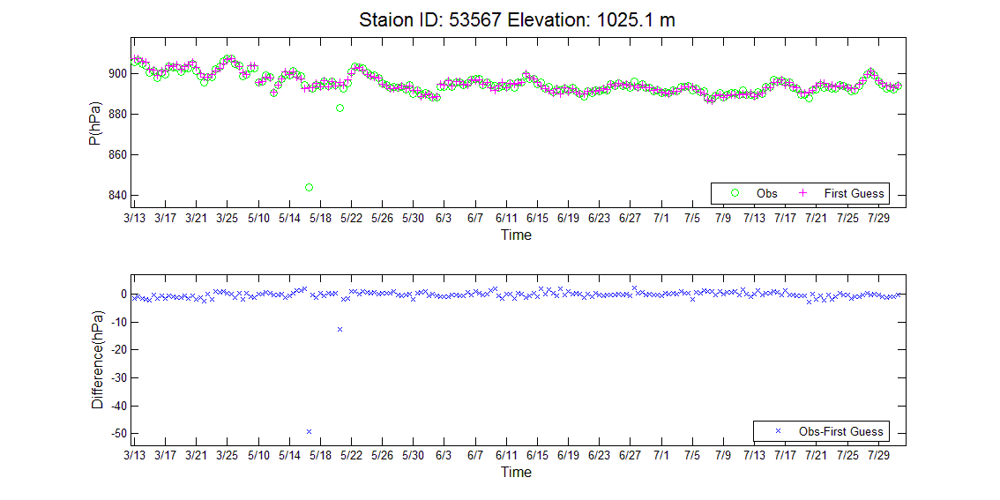 Staion ID: 53567 Elevation: 1025.1 m
900
880
860
840
P(hPa)
Obs First Guess
3/13 3/17 3/21 3/25 5/10 5/14 5/18 5/22 5/26 5/30 6/3 6/7 6/11 6/15 6/19 6/23 6/27 7/1 7/5 7/9 7/13 7/17 7/21 7/25 7/29
Time
0
-10
-20
-30
-40
-50
Difference(hPa)
Obs-First Guess
3/13 3/17 3/21 3/25 5/10 5/14 5/18 5/22 5/26 5/30 6/3 6/7 6/11 6/15 6/19 6/23 6/27 7/1 7/5 7/9 7/13 7/17 7/21 7/25 7/29
Time